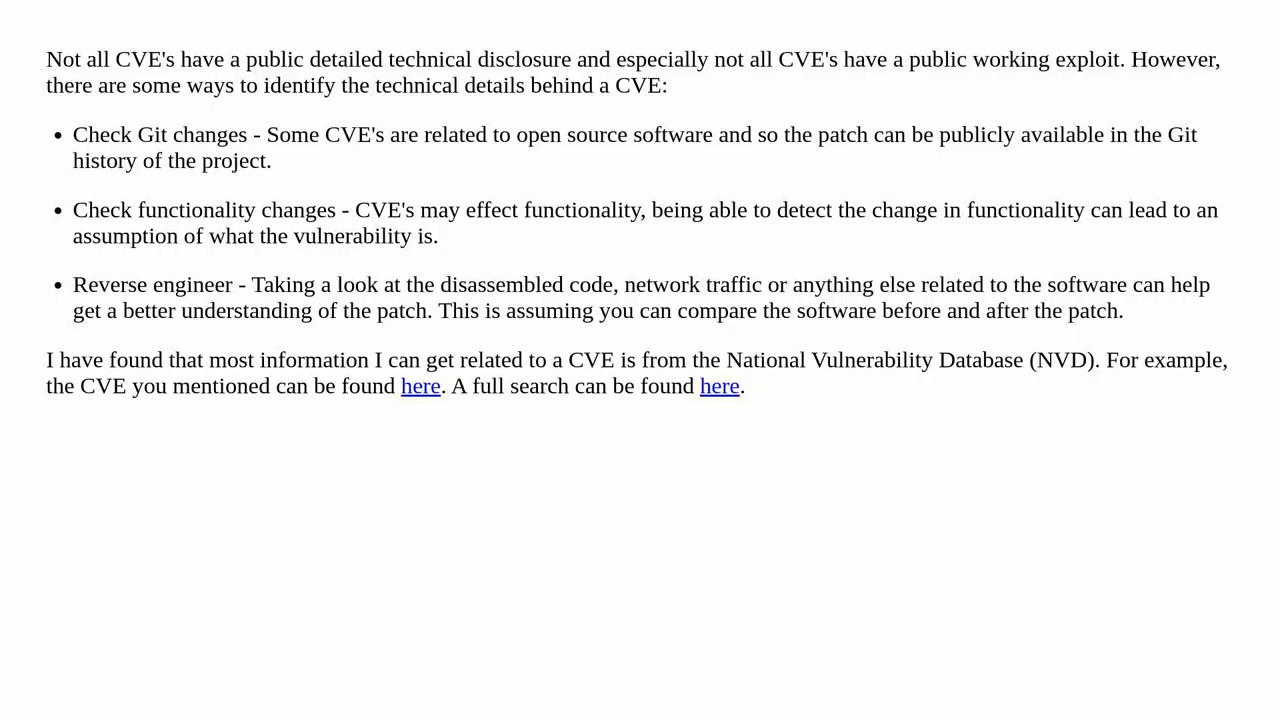 Not all CVE's have a public detailed technical disclosure and especially not all CVE's have a public working exploit. However,
there are some ways to identify the technical details behind a CVE:
• Check Git changes - Some CVE's are related to open source software and so the patch can be publicly available in the Git
history of the project.
• Check functionality changes - CVE's may effect functionality, being able to detect the change in functionality can lead to an
assumption of what the vulnerability is.
• Reverse engineer - Taking a look at the disassembled code, network traffic or anything else related to the software can help
get a better understanding of the patch. This is assuming you can compare the software before and after the patch.
I have found that most information I can get related to a CVE is from the National Vulnerability Database (NVD). For example,
the CVE you mentioned can be found here. A full search can be found here.